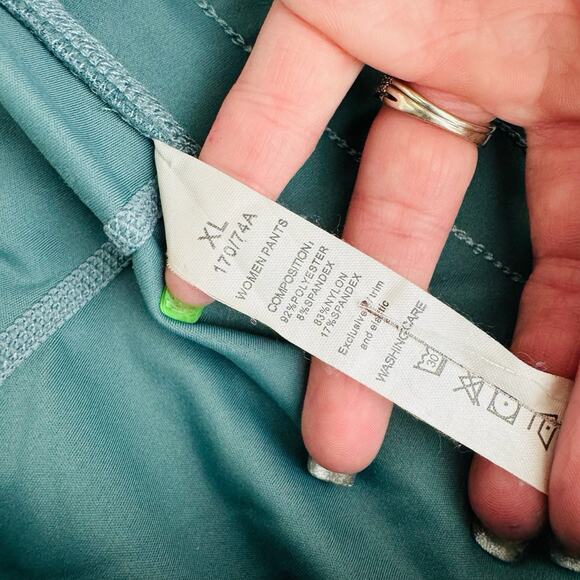 XL
170/74A
WOMEN PANTS
COMPOSITION:
92%POLYESTER
8%SPANDEX
83%NYLON
17%SPANDEX
Exclusive of trim
and elastic
WASHING CARE
30